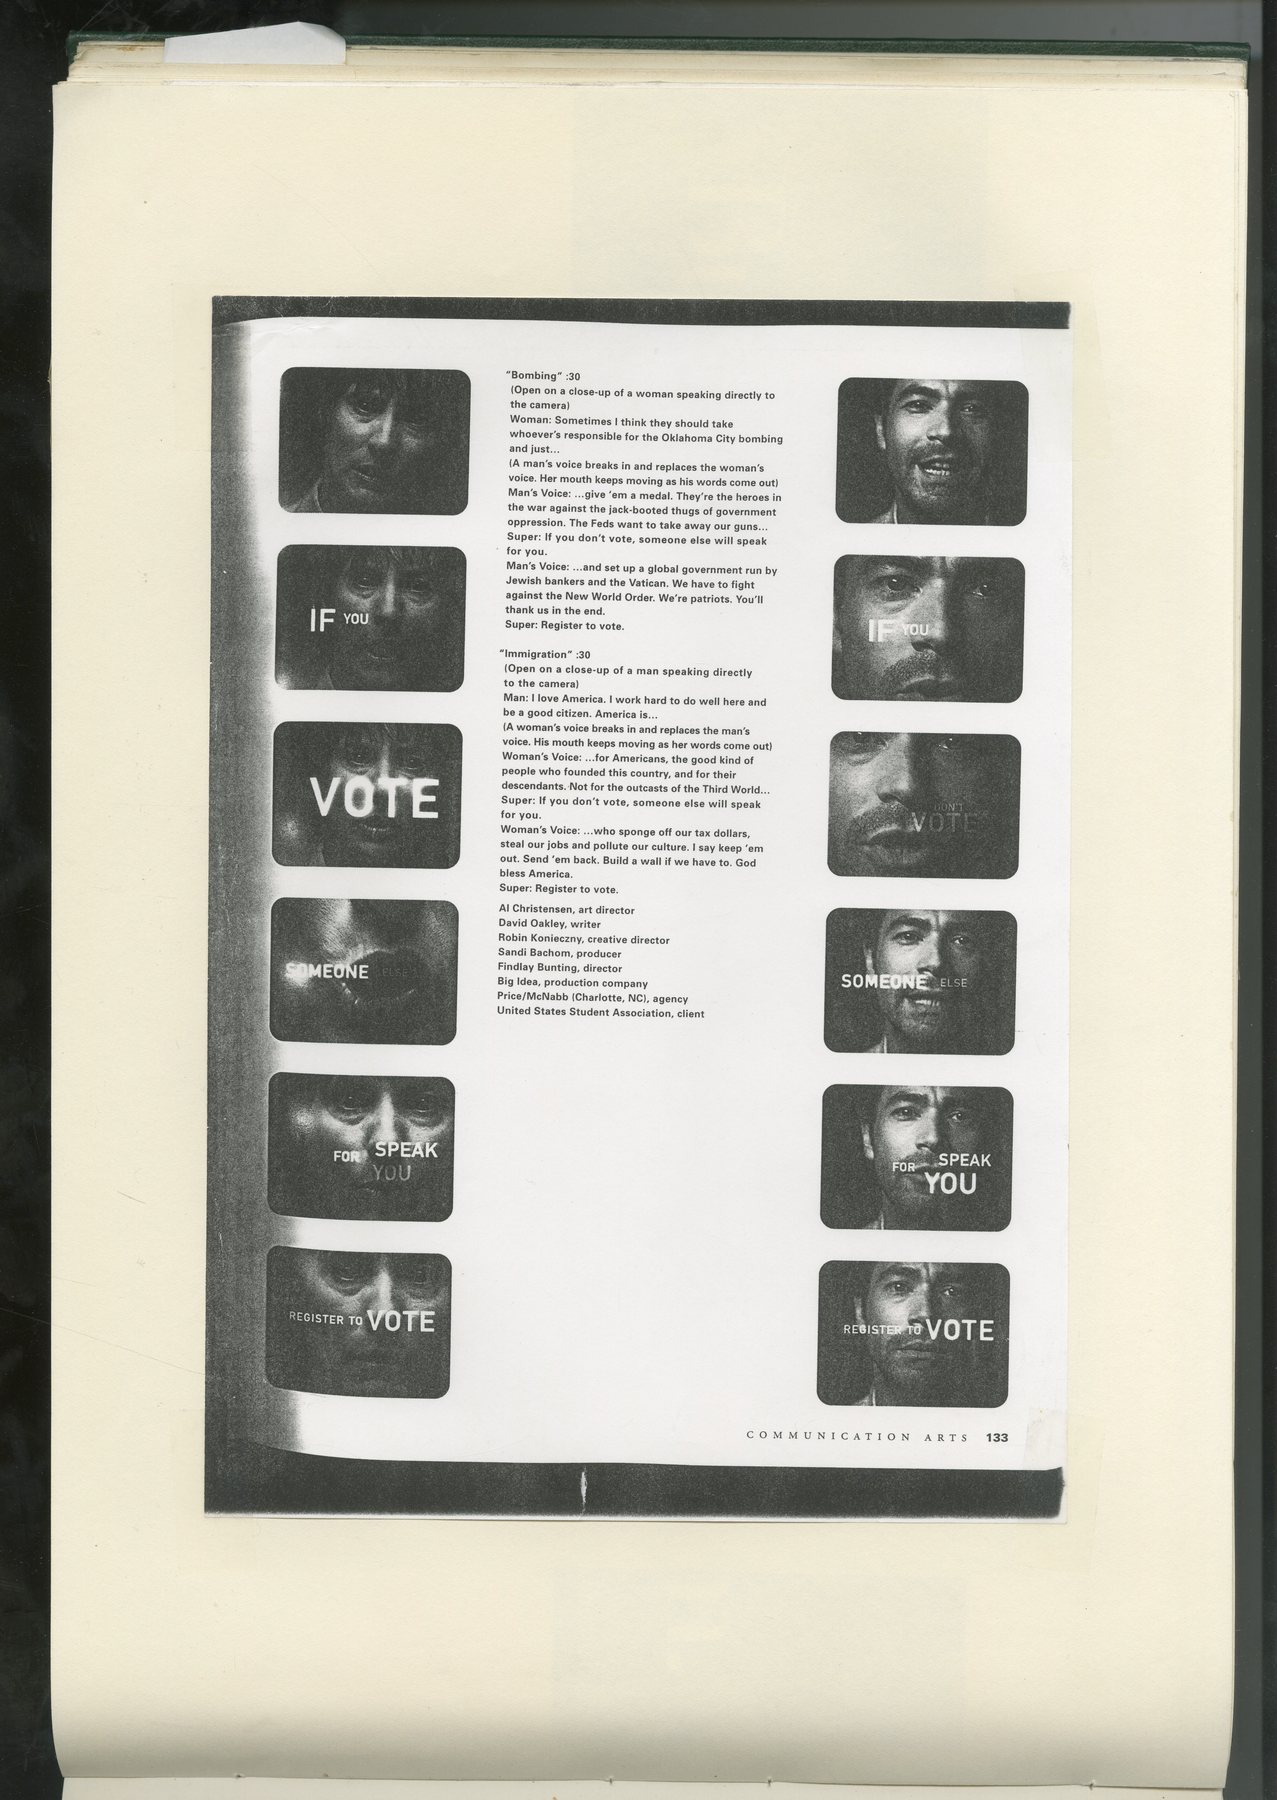 IF YOU
VOTE
SOMEONE ELSE
FOR SPEAK
YOU
REGISTER TO VOTE
"Bombing" :30
(Open on a close-up of a woman speaking directly to
the camera)
Woman: Sometimes I think they should take
whoever's responsible for the Oklahoma City bombing
and just...
(A man's voice breaks in and replaces the woman's
voice. Her mouth keeps moving as his words come out)
Man's Voice: ...give 'em a medal. They're the heroes in
the war against the jack-booted thugs of government
oppression. The Feds want to take away our guns...
Super: If you don't vote, someone else will speak
for you.
Man's Voice: ...and set up a global government run by
Jewish bankers and the Vatican. We have to fight
against the New World Order. We're patriots. You'll
thank us in the end.
Super: Register to vote.
"Immigration" :30
(Open on a close-up of a man speaking directly
to the camera)
Man: I love America. I work hard to do well here and
be a good citizen. America is...
(A woman's voice breaks in and replaces the man's
voice. His mouth keeps moving as her words come out)
Woman's Voice: ...for Americans, the good kind of
people who founded this country, and for their
descendants. Not for the outcasts of the Third World...
Super: If you don't vote, someone else will speak
for you.
Woman's Voice: ...who sponge off our tax dollars,
steal our jobs and pollute our culture. I say keep 'em
out. Send 'em back. Build a wall if we have to. God
bless America.
Super: Register to vote.
Al Christensen, art director
David Oakley, writer
Robin Konieczny, creative director
Sandi Bachom, producer
Findlay Bunting, director
Big Idea, production company
Price/McNabb (Charlotte, NC), agency
United States Student Association, client
IF YOU
DON'T
VOTE
SOMEONE ELSE
FOR SPEAK
YOU
REGISTER TO VOTE
COMMUNICATION ARTS 133